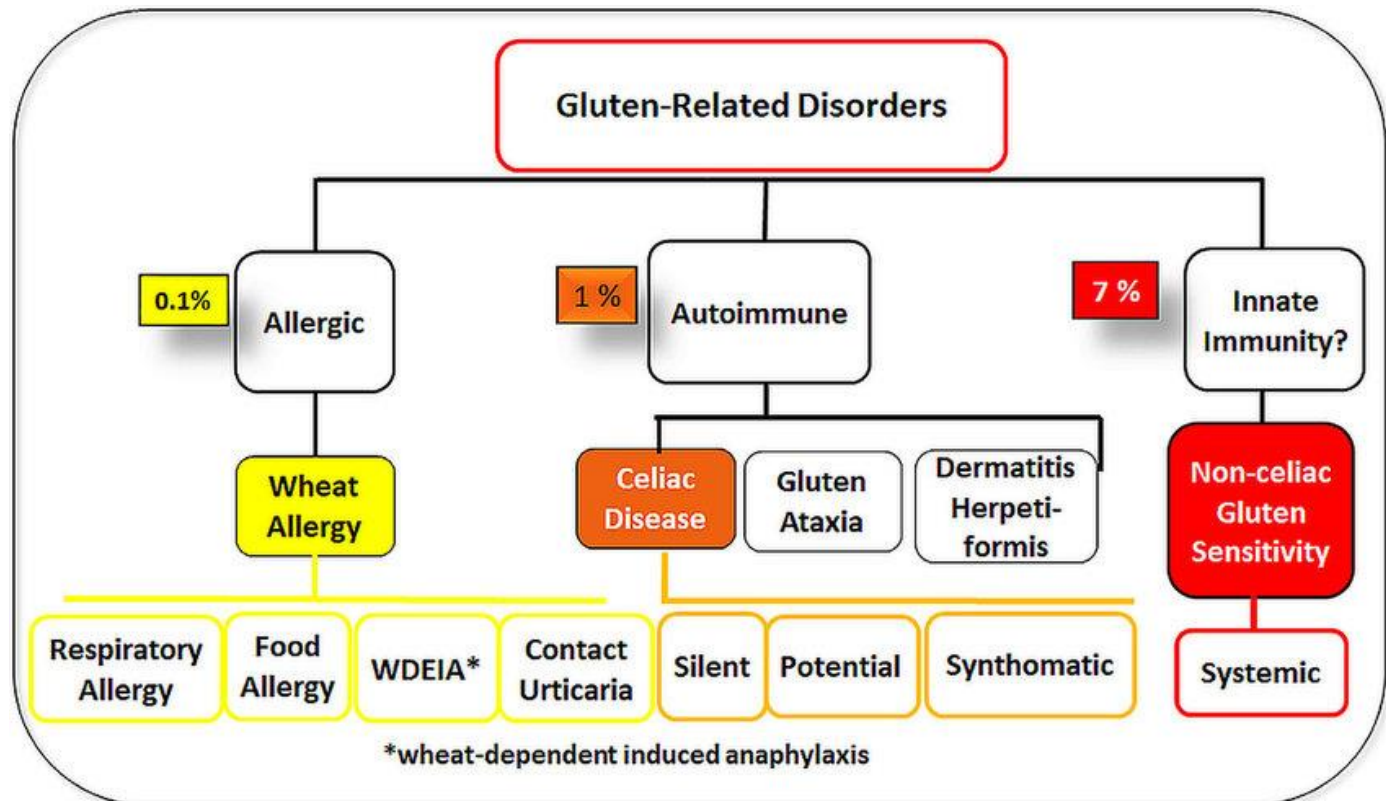 Gluten-Related Disorders
0.1%
Allergic
1 %
Autoimmune
7 %
Innate
Immunity?
Wheat
Allergy
Celiac
Disease
Gluten
Ataxia
Dermatitis
Herpeti-
formis
Non-celiac
Gluten
Sensitivity
Respiratory
Allergy
Food
Allergy
WDEIA*
Contact
Urticaria
Silent
Potential
Synthomatic
Systemic
*wheat-dependent induced anaphylaxis